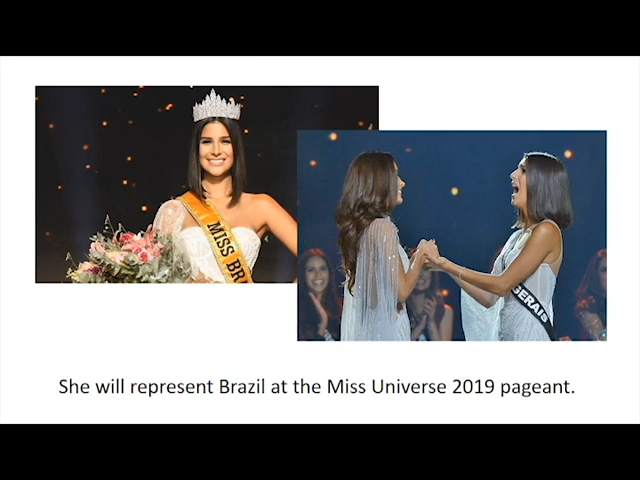 MISS BR
GERAIS
She will represent Brazil at the Miss Universe 2019 pageant.